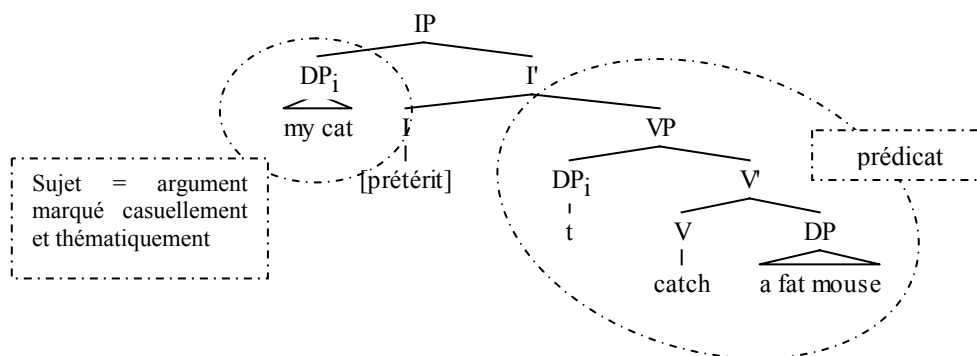 IP
DPi
I'
my cat
I
VP
prédicat
Sujet = argument
marqué casuellement
et thématiquement
[prétérit]
DPi
V'
t
V
DP
catch
a fat mouse